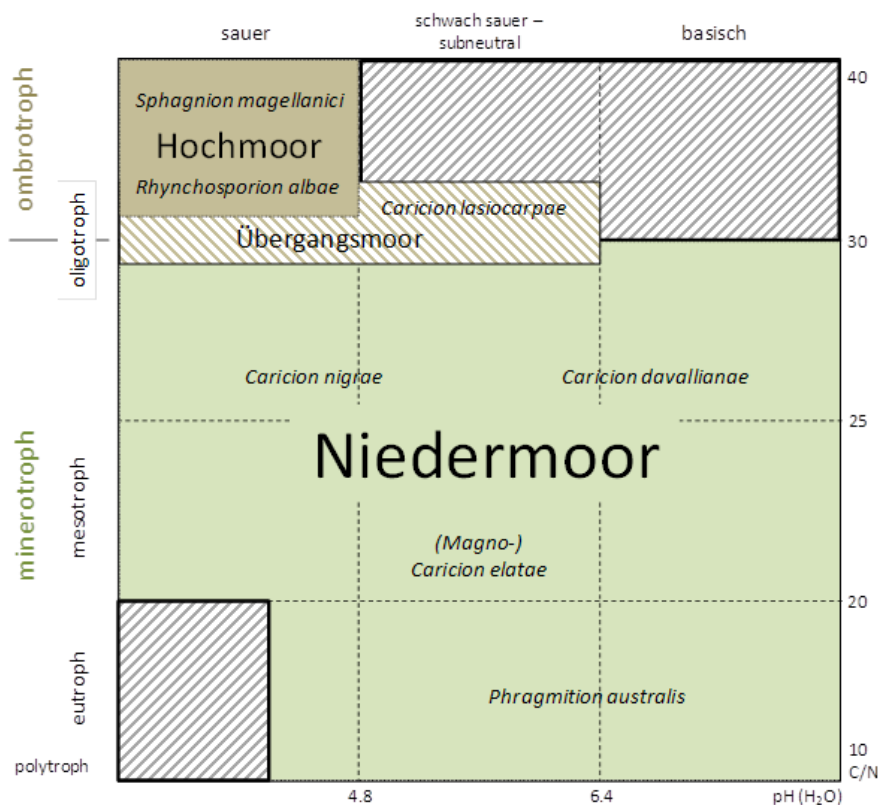 sauer
schwach sauer –
subneutral
basisch
ombrotroph
oligotroph
minerotroph
mesotroph
eutroph
polytroph
Sphagnion magellanici
Hochmoor
Rhynchosporion albae
Caricion lasiocarpae
Übergangsmoor
Caricion nigrae
Caricion davallianae
Niedermoor
(Magno-)
Caricion elatae
Phragmition australis
40
30
25
20
10
C/N
4.8
6.4
pH (H₂O)